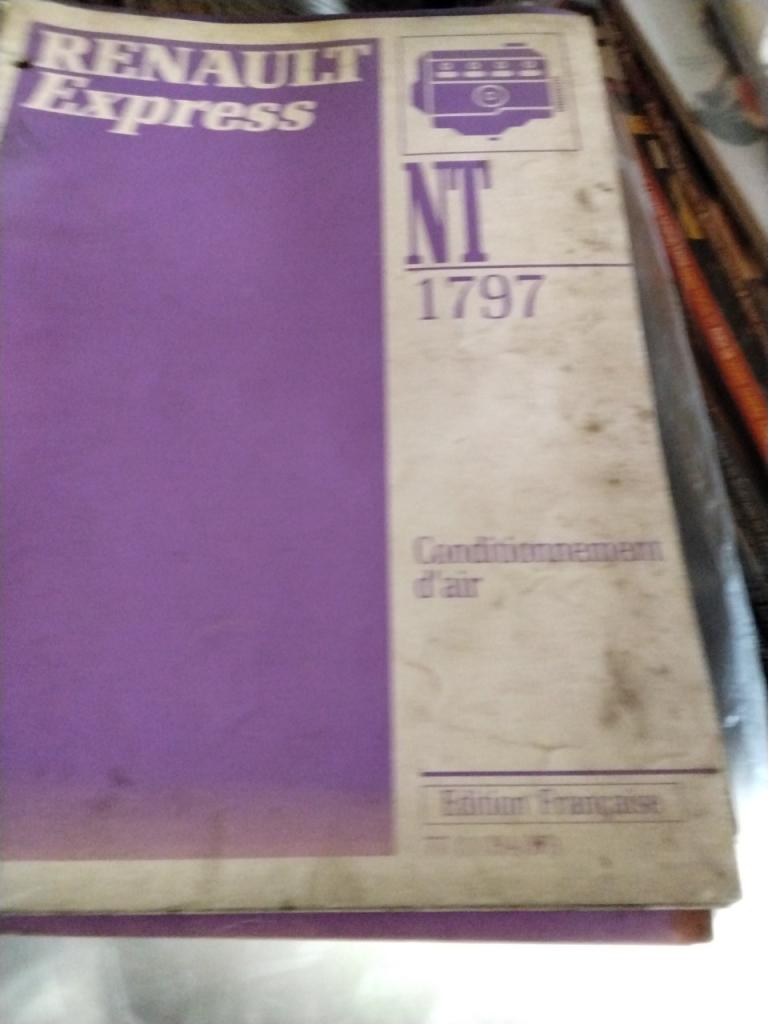 RENAULT
Express
NT
1797
Conditionnement
d'air
Edition Française